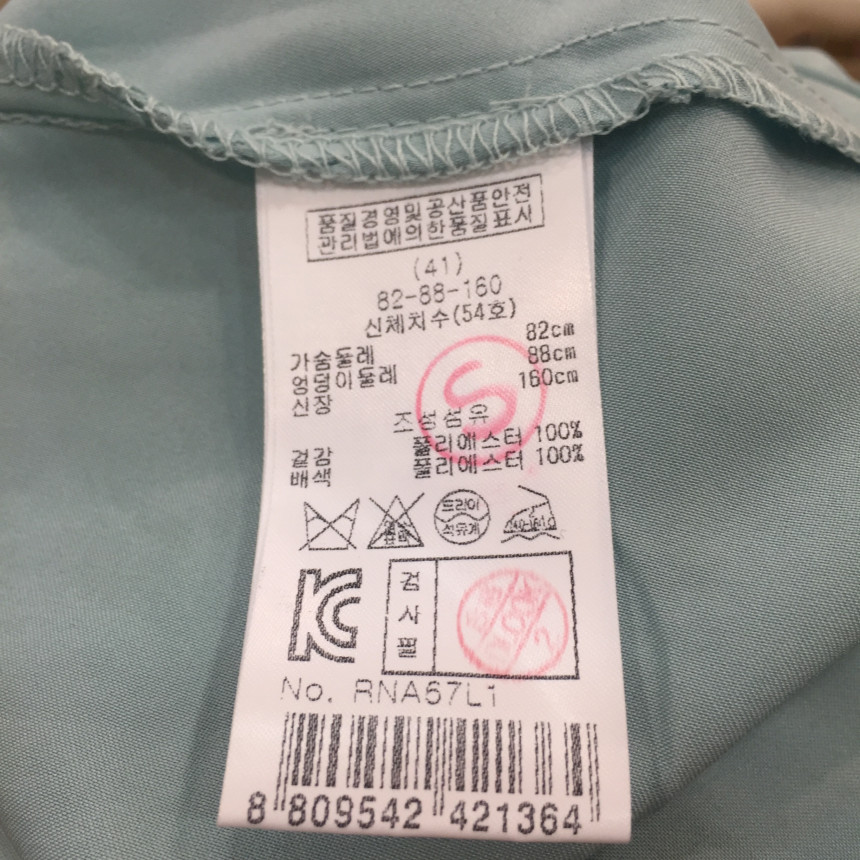 품질경영및공산품안전
관리법에의한품질표시
(41)
82-88-160
신체치수(54호)
가슴둘레 82cm
엉덩이둘레 88cm
신장 160cm
S
조성섬유
겉감 폴리에스터 100%
배색 폴리에스터 100%
드라이
석유계
검사필
No. RNA67L1
8 809542 421364